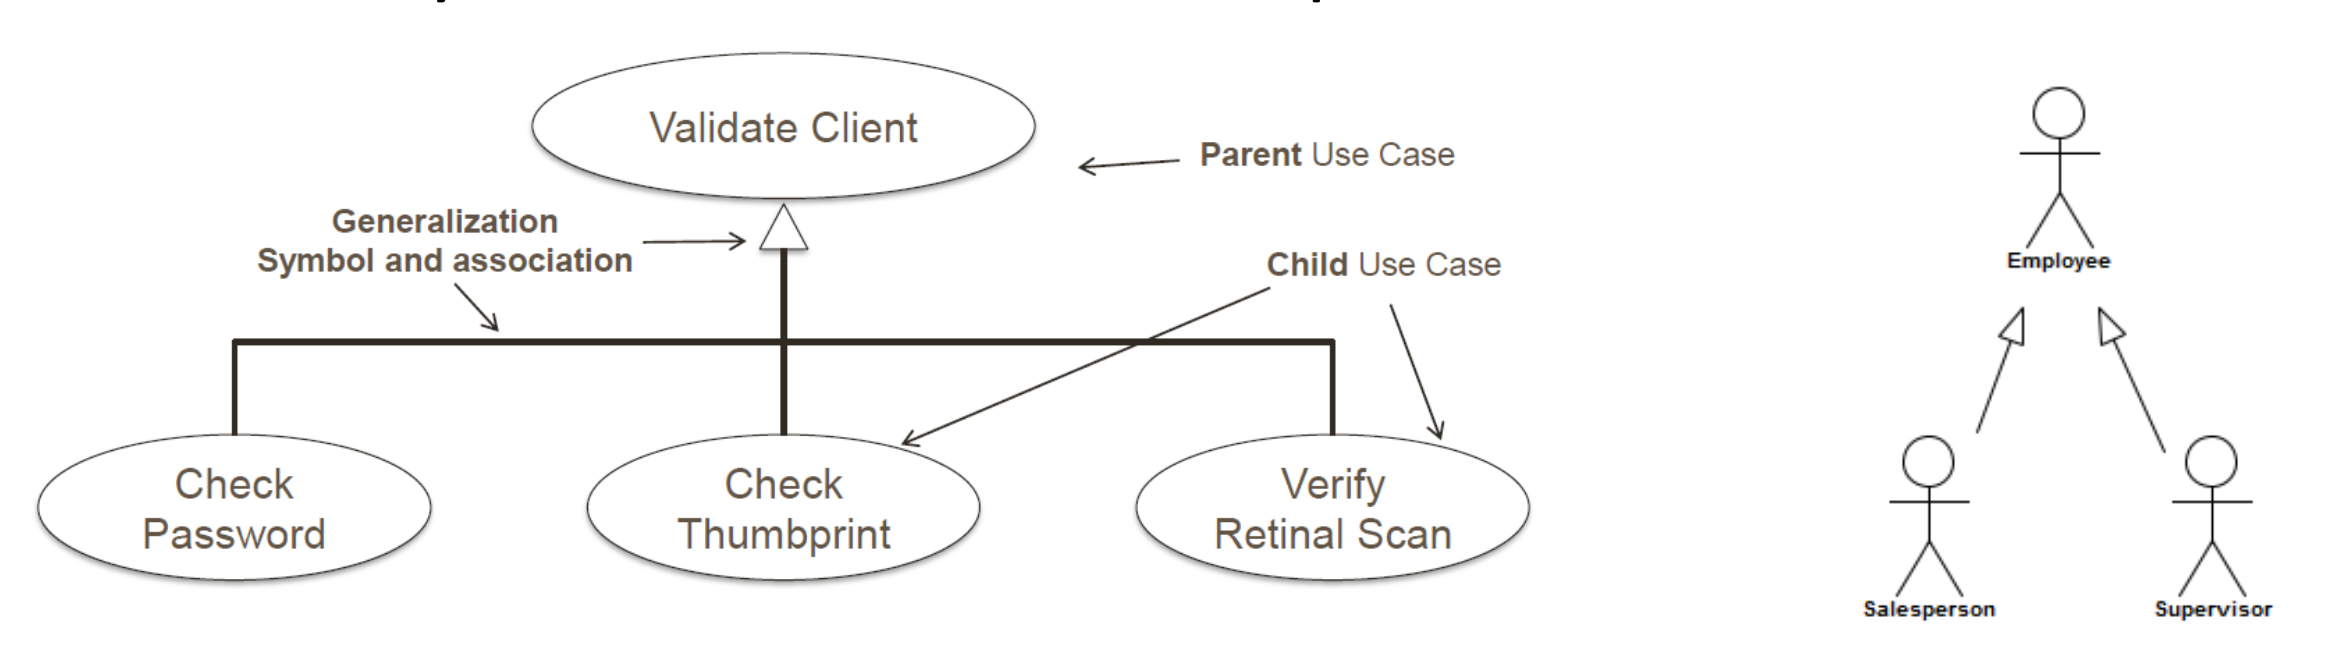 Validate Client
Parent Use Case
Generalization
Symbol and association
Child Use Case
Employee
Check
Password
Check
Thumbprint
Verify
Retinal Scan
Salesperson
Supervisor